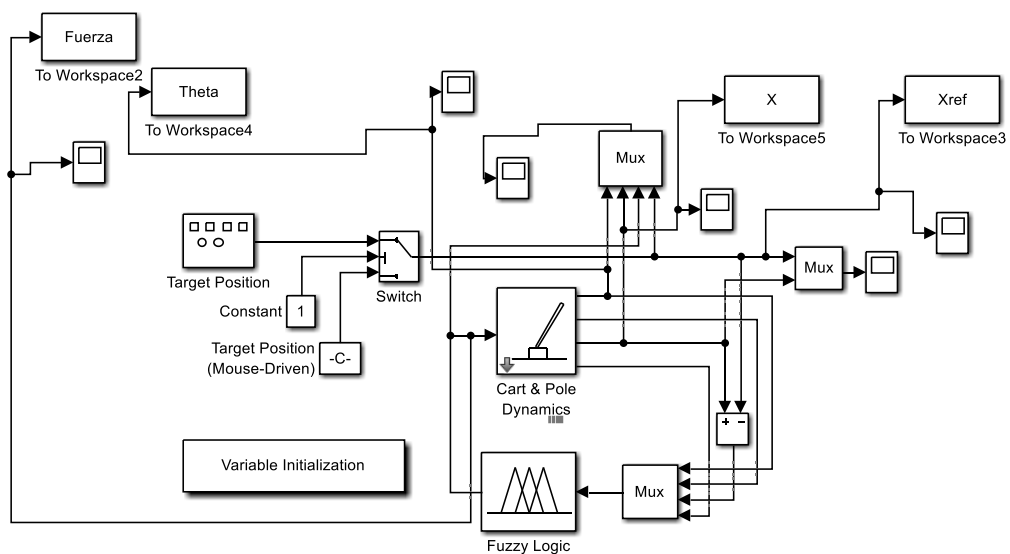 Fuerza
To Workspace2
Theta
To Workspace4
X
To Workspace5
Xref
To Workspace3
Mux
Target Position
Switch
Mux
Constant
1
Target Position
(Mouse-Driven)
-C-
Cart & Pole
Dynamics
+ −
Variable Initialization
Mux
Fuzzy Logic